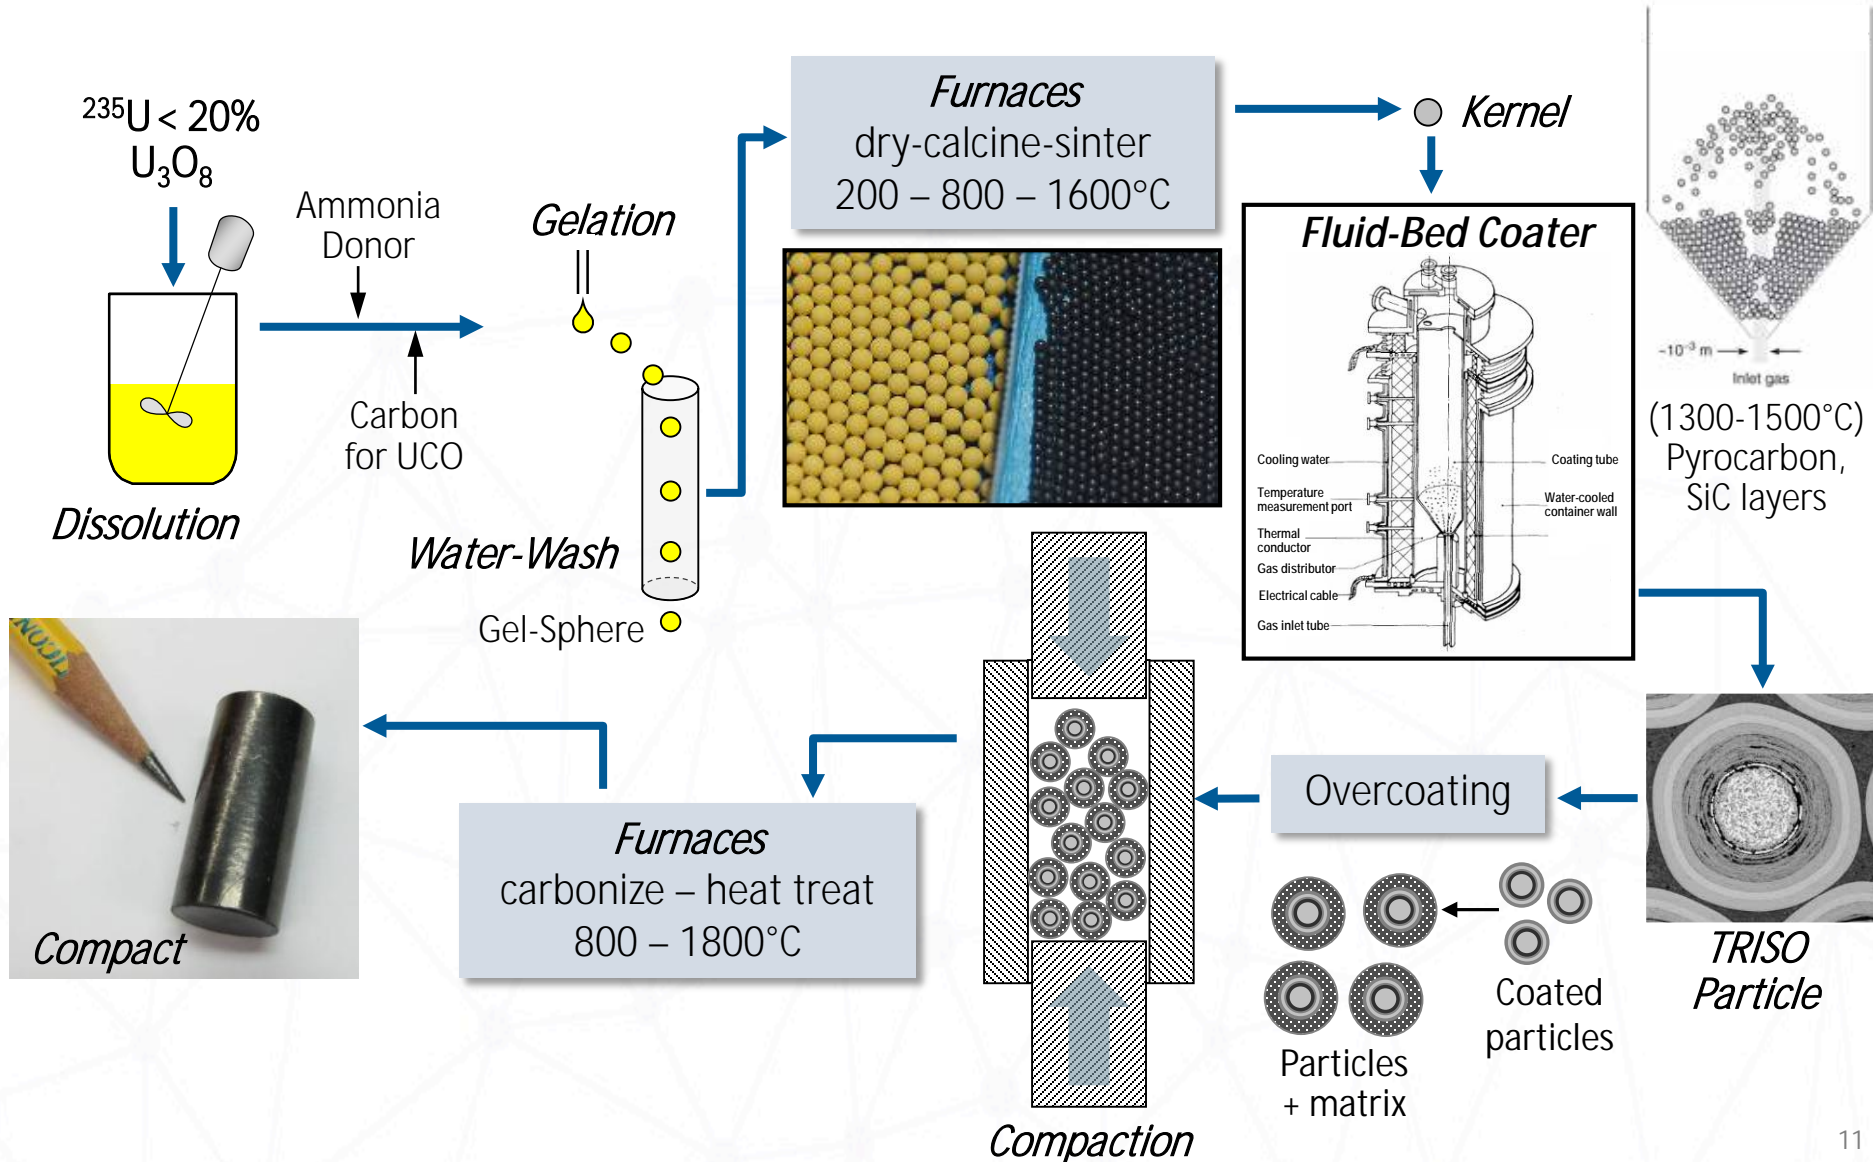 ²³⁵U < 20%
U₃O₈
Ammonia
Donor
Carbon
for UCO
Dissolution
Gelation
Water-Wash
Gel-Sphere
Furnaces
dry-calcine-sinter
200 – 800 – 1600°C
Kernel
Fluid-Bed Coater
Cooling water
Temperature
measurement port
Thermal
conductor
Gas distributor
Electrical cable
Gas inlet tube
Coating tube
Water-cooled
container wall
~10⁻³ m
Inlet gas
(1300-1500°C)
Pyrocarbon,
SiC layers
TRISO
Particle
Overcoating
Coated
particles
Particles
+ matrix
Compaction
Furnaces
carbonize – heat treat
800 – 1800°C
Compact
11